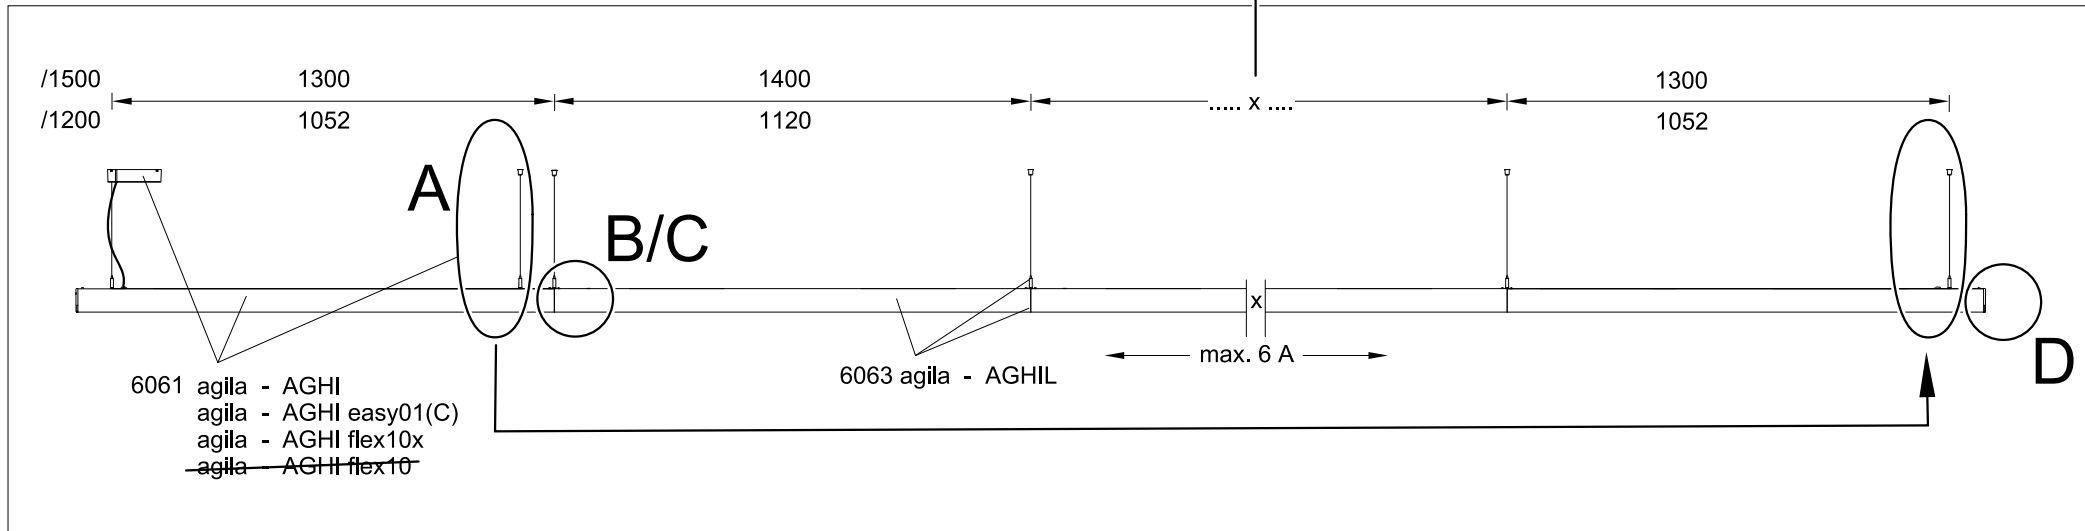 /1500 1300 1400 1300
..... x ....
/1200 1052 1120 1052
A
B/C
x
max. 6 A
D
6063 agila - AGHIL
6061 agila - AGHI
agila - AGHI easy01(C)
agila - AGHI flex10x
agila - AGHI flex10